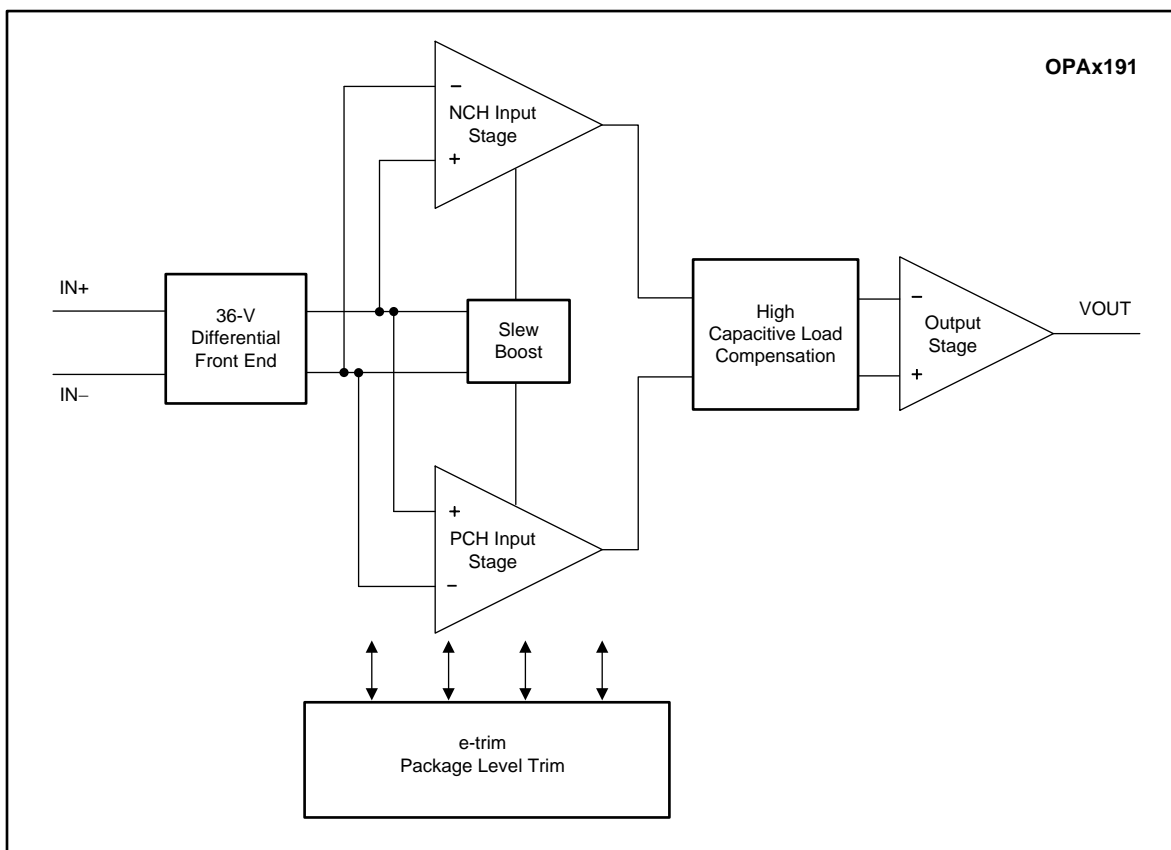 OPAx191
−
NCH Input
Stage
+
IN+
36-V
Differential
Front End
IN−
Slew
Boost
High
Capacitive Load
Compensation
−
Output
Stage
+
VOUT
+
PCH Input
Stage
−
e-trim
Package Level Trim